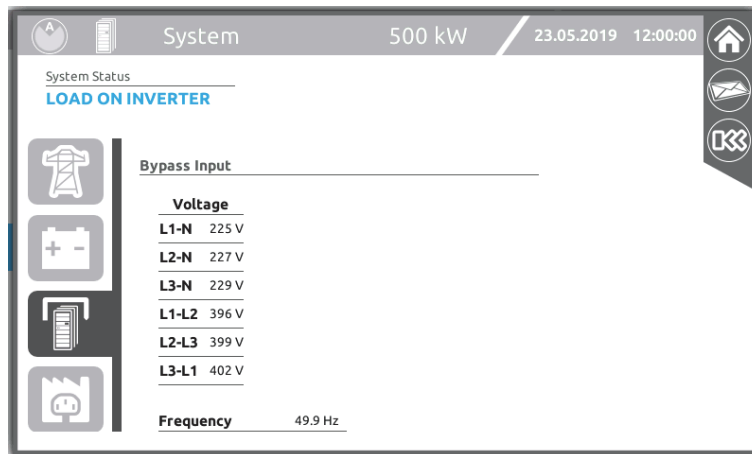 A System 500 kW 23.05.2019 12:00:00
System Status
LOAD ON INVERTER
Bypass Input
Voltage
L1-N 225 V
L2-N 227 V
L3-N 229 V
L1-L2 396 V
L2-L3 399 V
L3-L1 402 V
Frequency 49.9 Hz